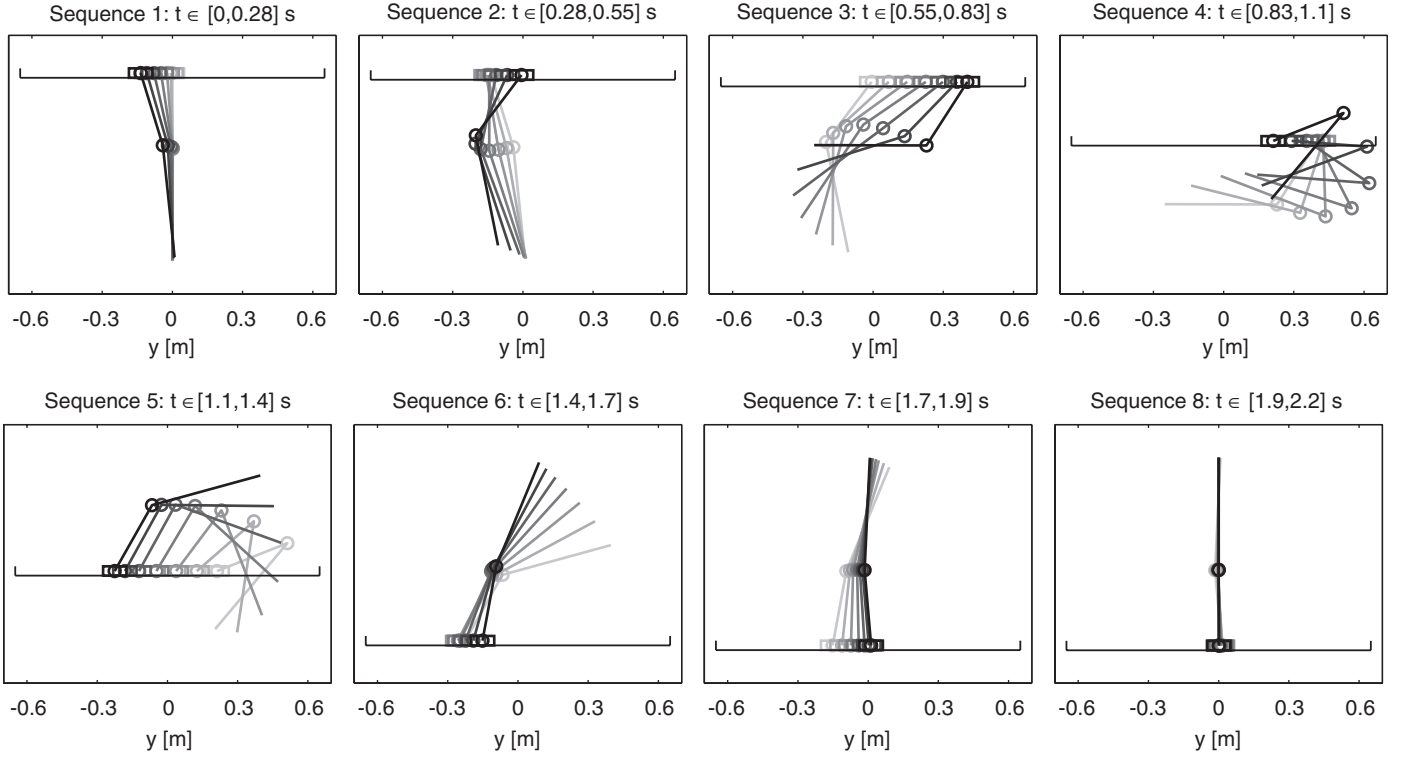 Sequence 1: t ∈ [0,0.28] s
Sequence 2: t∈[0.28,0.55] s
Sequence 3: t∈[0.55,0.83] s
Sequence 4: t∈[0.83,1.1] s
-0.6 -0.3 0 0.3 0.6
-0.6 -0.3 0 0.3 0.6
-0.6 -0.3 0 0.3 0.6
-0.6 -0.3 0 0.3 0.6
y [m]
y [m]
y [m]
y [m]
Sequence 5: t∈[1.1,1.4] s
Sequence 6: t∈[1.4,1.7] s
Sequence 7: t∈[1.7,1.9] s
Sequence 8: t∈ [1.9,2.2] s
-0.6 -0.3 0 0.3 0.6
-0.6 -0.3 0 0.3 0.6
-0.6 -0.3 0 0.3 0.6
-0.6 -0.3 0 0.3 0.6
y [m]
y [m]
y [m]
y [m]